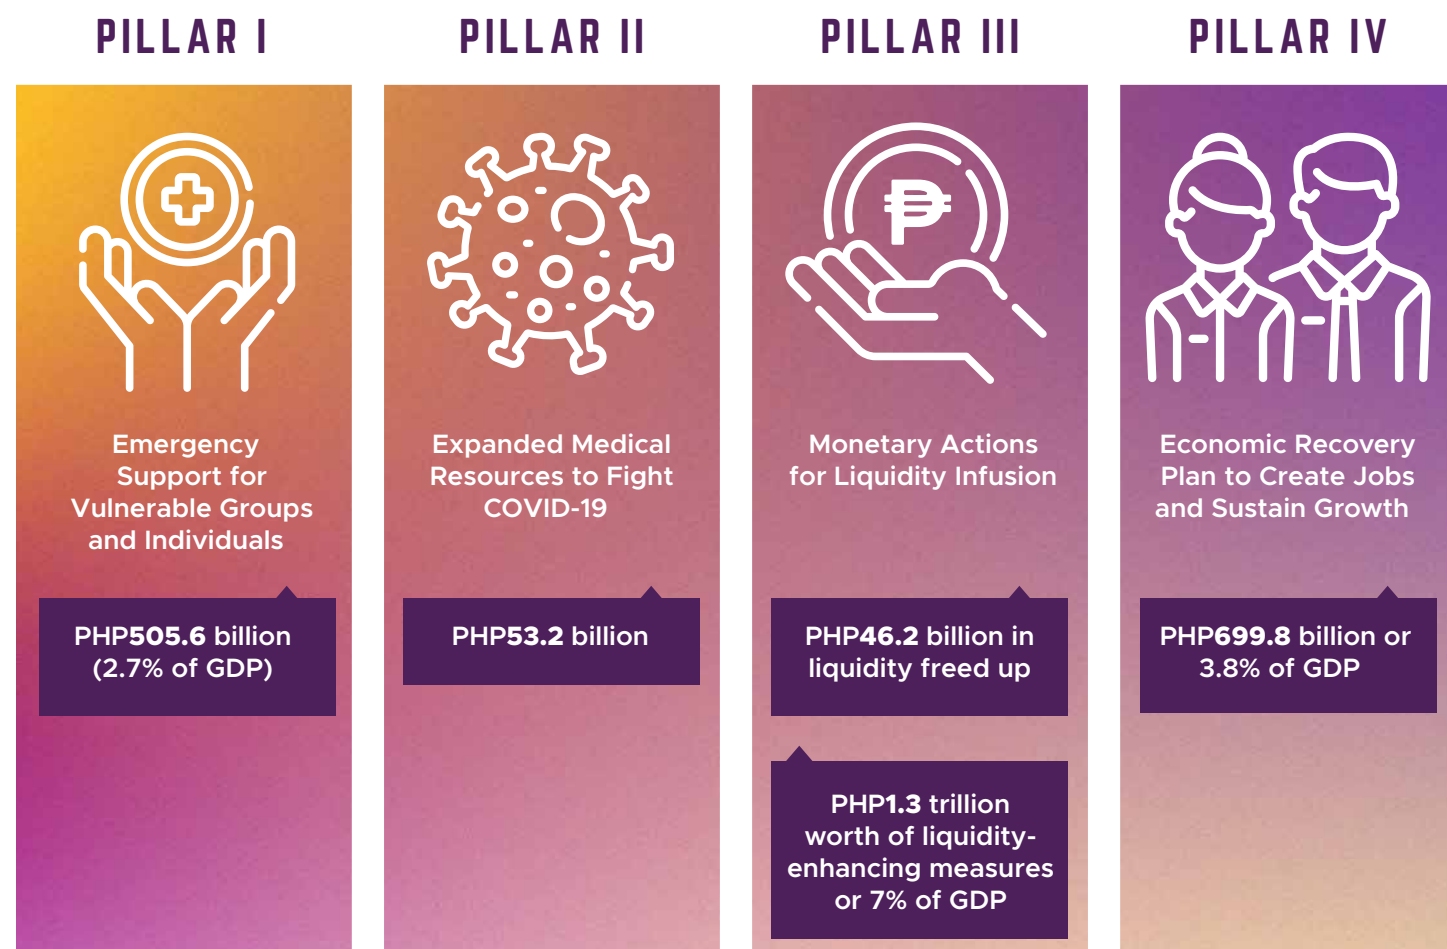 PILLAR I
Emergency
Support for
Vulnerable Groups
and Individuals
PHP505.6 billion
(2.7% of GDP)
PILLAR II
Expanded Medical
Resources to Fight
COVID-19
PHP53.2 billion
PILLAR III
₱
Monetary Actions
for Liquidity Infusion
PHP46.2 billion in
liquidity freed up
PHP1.3 trillion
worth of liquidity-
enhancing measures
or 7% of GDP
PILLAR IV
Economic Recovery
Plan to Create Jobs
and Sustain Growth
PHP699.8 billion or
3.8% of GDP